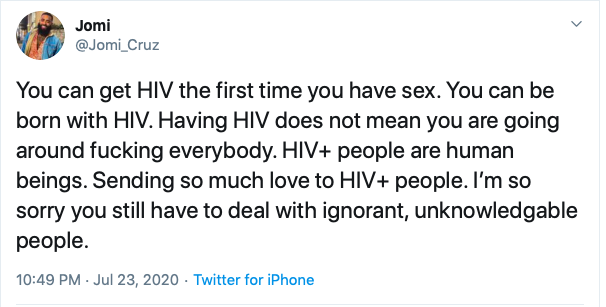 Jomi
@Jomi_Cruz
You can get HIV the first time you have sex. You can be
born with HIV. Having HIV does not mean you are going
around fucking everybody. HIV+ people are human
beings. Sending so much love to HIV+ people. I’m so
sorry you still have to deal with ignorant, unknowledgable
people.
10:49 PM · Jul 23, 2020 · Twitter for iPhone